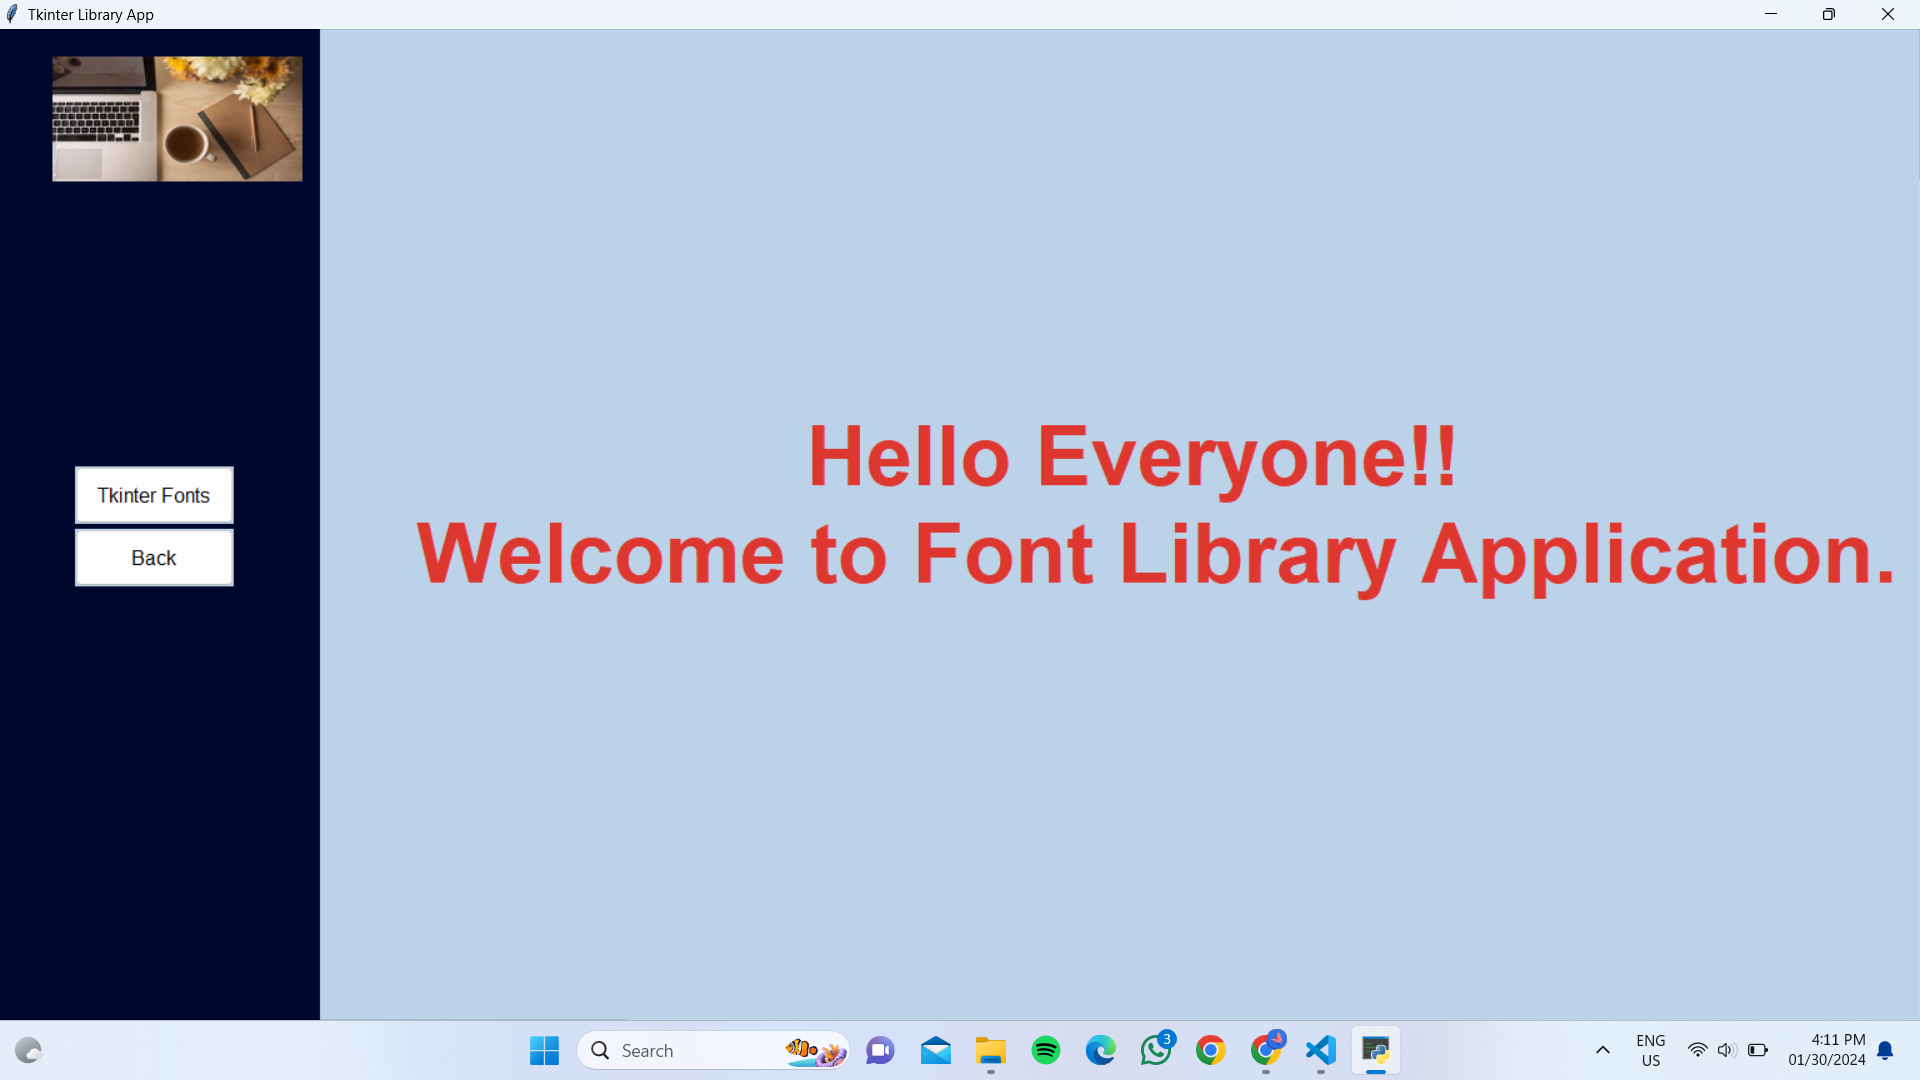 Tkinter Library App
Tkinter Fonts
Back
Hello Everyone!!
Welcome to Font Library Application.
Search
3
ENG
US
4:11 PM
01/30/2024